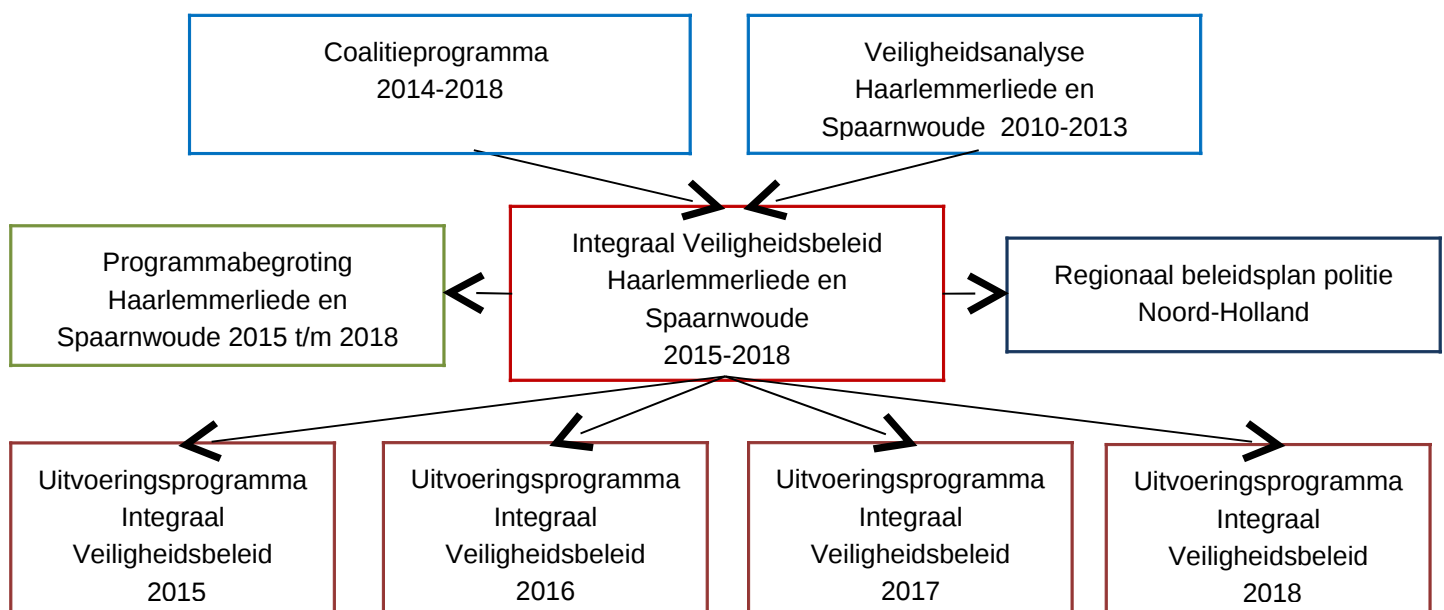 Coalitieprogramma
2014-2018
Veiligheidsanalyse
Haarlemmerliede en
Spaarnwoude 2010-2013
Programmabegroting
Haarlemmerliede en
Spaarnwoude 2015 t/m 2018
Integraal Veiligheidsbeleid
Haarlemmerliede en
Spaarnwoude
2015-2018
Regionaal beleidsplan politie
Noord-Holland
Uitvoeringsprogramma
Integraal
Veiligheidsbeleid
2015
Uitvoeringsprogramma
Integraal
Veiligheidsbeleid
2016
Uitvoeringsprogramma
Integraal
Veiligheidsbeleid
2017
Uitvoeringsprogramma
Integraal
Veiligheidsbeleid
2018